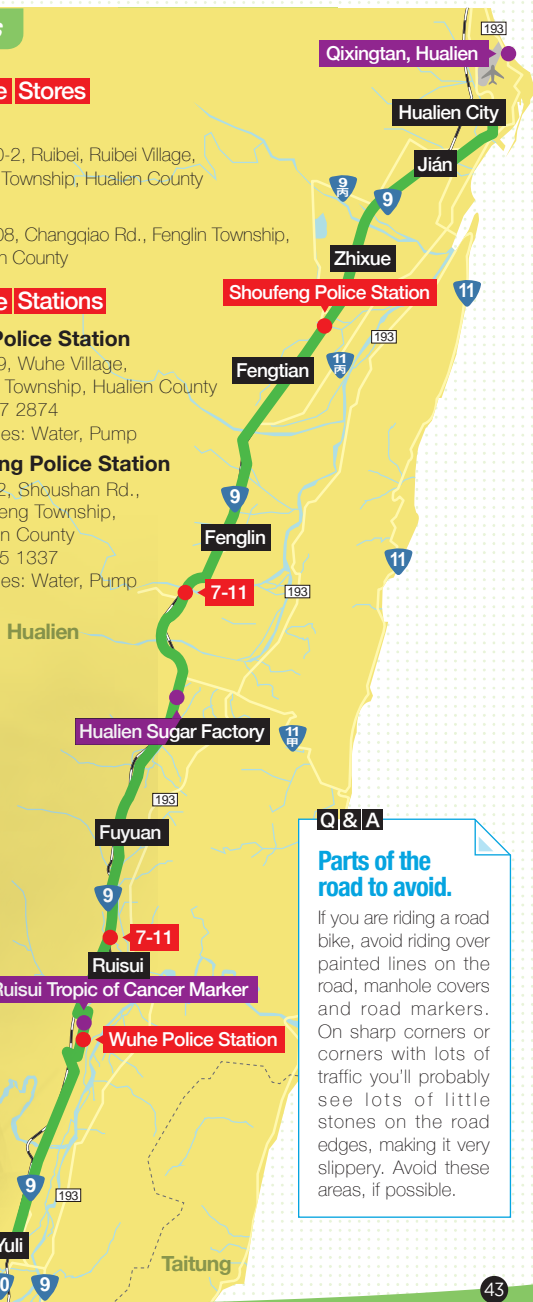 193
Qixingtan, Hualien
Hualien City
Stores
0-2, Ruibei, Ruibei Village,
Township, Hualien County
Jián
9丙
9
08, Changqiao Rd., Fenglin Township,
County
Zhixue
Stations
Shoufeng Police Station
11
193
Police Station
9, Wuhe Village,
Township, Hualien County
7 2874
es: Water, Pump
Fengtian
11丙
ng Police Station
2, Shoushan Rd.,
eng Township,
n County
5 1337
es: Water, Pump
9
Fenglin
11
7-11
193
Hualien
Hualien Sugar Factory
11甲
193
Fuyuan
9
7-11
Ruisui
Ruisui Tropic of Cancer Marker
Wuhe Police Station
Q & A
Parts of the
road to avoid.
If you are riding a road
bike, avoid riding over
painted lines on the
road, manhole covers
and road markers.
On sharp corners or
corners with lots of
traffic you'll probably
see lots of little
stones on the road
edges, making it very
slippery. Avoid these
areas, if possible.
9
193
Yuli
Taitung
0
9
43